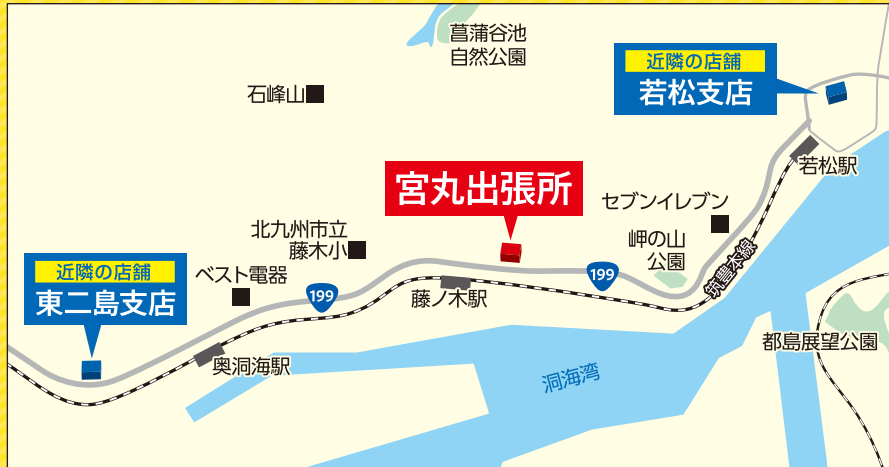 菖蒲谷池
自然公園
近隣の店舗
若松支店
石峰山
若松駅
宮丸出張所
セブンイレブン
北九州市立
藤木小
岬の山
公園
近隣の店舗
東二島支店
ベスト電器
199
199
藤ノ木駅
筑豊本線
奥洞海駅
都島展望公園
洞海湾